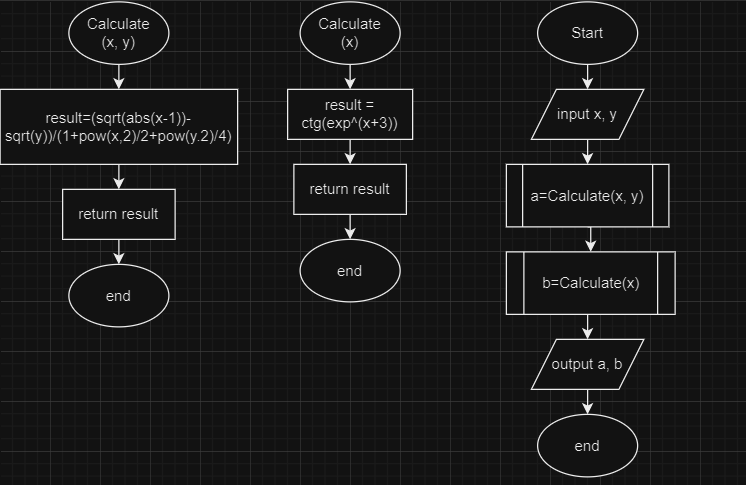 Calculate
(x, y)
result=(sqrt(abs(x-1))-
sqrt(y))/(1+pow(x,2)/2+pow(y.2)/4)
return result
end
Calculate
(x)
result =
ctg(exp^(x+3))
return result
end
Start
input x, y
a=Calculate(x, y)
b=Calculate(x)
output a, b
end